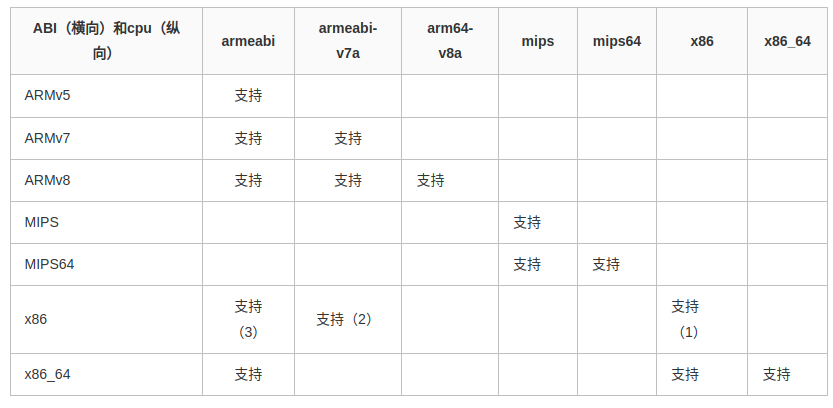 ABI（横向）和cpu（纵
向） armeabi armeabi-
v7a arm64-
v8a mips mips64 x86 x86_64
ARMv5 支持
ARMv7 支持 支持
ARMv8 支持 支持 支持
MIPS 支持
MIPS64 支持 支持
x86 支持
（3） 支持（2） 支持
（1）
x86_64 支持 支持 支持